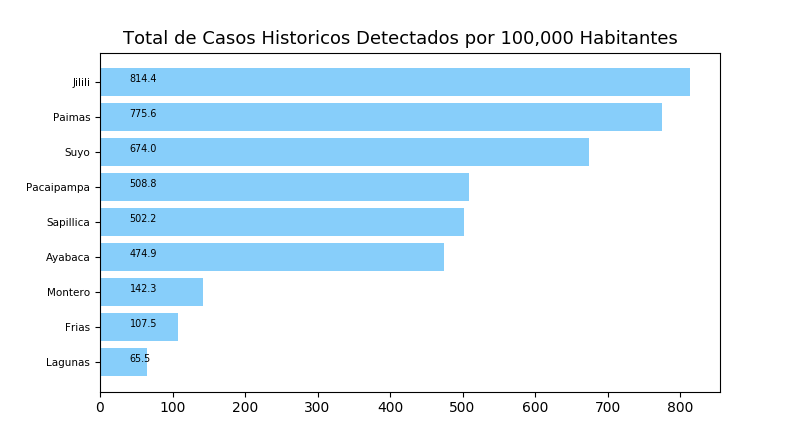 Total de Casos Historicos Detectados por 100,000 Habitantes
Jilili 814.4
Paimas 775.6
Suyo 674.0
Pacaipampa 508.8
Sapillica 502.2
Ayabaca 474.9
Montero 142.3
Frias 107.5
Lagunas 65.5
0 100 200 300 400 500 600 700 800